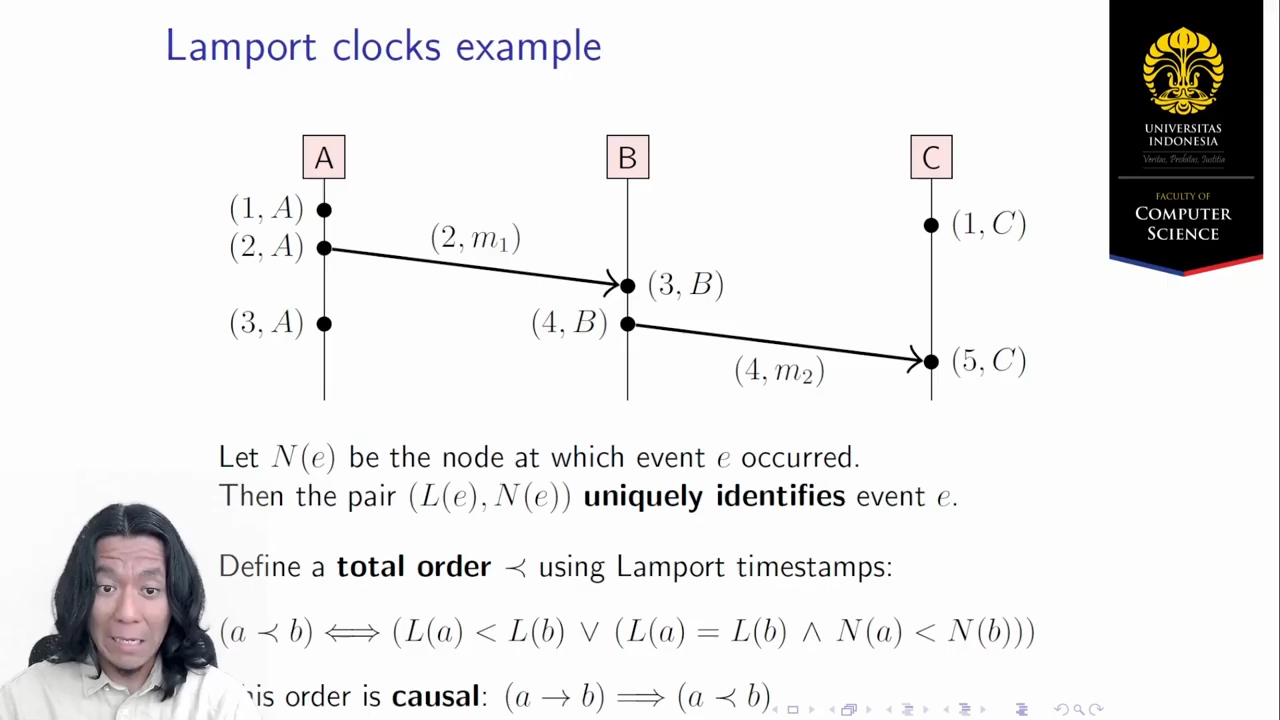 Lamport clocks example
UNIVERSITAS
INDONESIA
Veritas, Probitas, Iustitia
FACULTY OF
COMPUTER
SCIENCE
A
B
C
(1, A)
(1, C)
(2, A)
(2, m₁)
(3, B)
(3, A)
(4, B)
(4, m₂)
(5, C)
Let N(e) be the node at which event e occurred.
Then the pair (L(e), N(e)) uniquely identifies event e.
Define a total order ≺ using Lamport timestamps:
(a ≺ b) ⟺ (L(a) < L(b) ∨ (L(a) = L(b) ∧ N(a) < N(b)))
his order is causal: (a → b) ⟹ (a ≺ b)